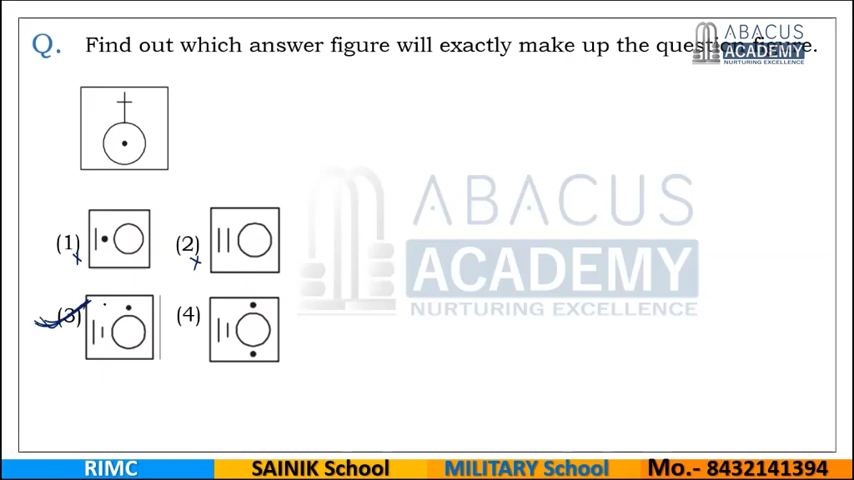 Q. Find out which answer figure will exactly make up the question figure.
ABACUS
ACADEMY
NURTURING EXCELLENCE
(1)
(2)
ABACUS
ACADEMY
NURTURING EXCELLENCE
(3)
(4)
RIMC SAINIK School MILITARY School Mo.- 8432141394